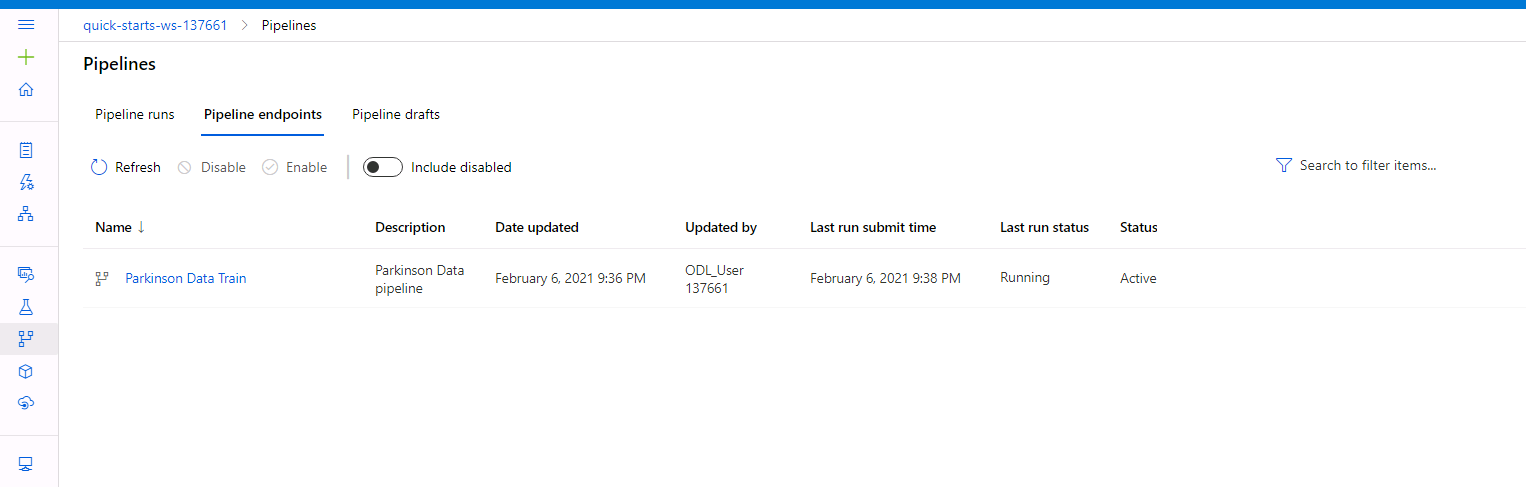 quick-starts-ws-137661 > Pipelines
Pipelines
Pipeline runs Pipeline endpoints Pipeline drafts
Refresh Disable Enable Include disabled Search to filter items...
Name ↓ Description Date updated Updated by Last run submit time Last run status Status
Parkinson Data Train Parkinson Data pipeline February 6, 2021 9:36 PM ODL_User 137661 February 6, 2021 9:38 PM Running Active